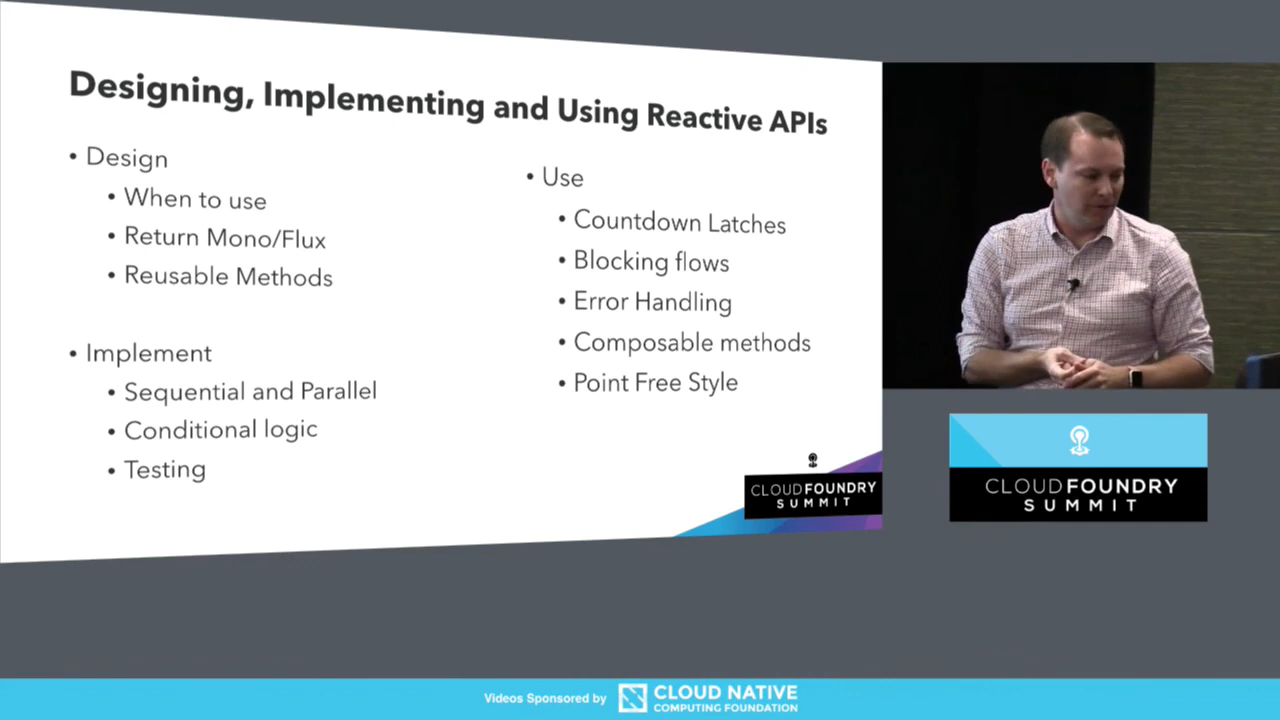 Designing, Implementing and Using Reactive APIs
• Design
• When to use
• Return Mono/Flux
• Reusable Methods
• Implement
• Sequential and Parallel
• Conditional logic
• Testing
• Use
• Countdown Latches
• Blocking flows
• Error Handling
• Composable methods
• Point Free Style
CLOUDFOUNDRY
SUMMIT
CLOUDFOUNDRY
SUMMIT
Videos Sponsored by
CLOUD NATIVE
COMPUTING FOUNDATION